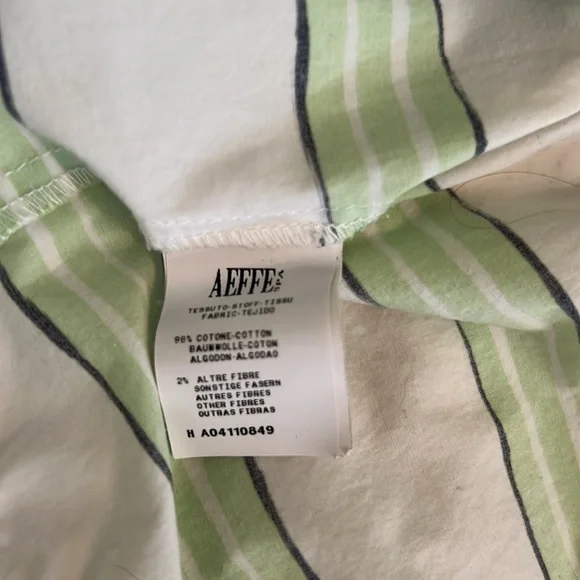 AEFFE SPA
TESSUTO-STOFF-TISSU
FABRIC-TEJIDO
98% COTONE-COTTON
BAUMWOLLE-COTON
ALGODON-ALGODAO
2% ALTRE FIBRE
SONSTIGE FASERN
AUTRES FIBRES
OTHER FIBRES
OUTRAS FIBRAS
H A04110849